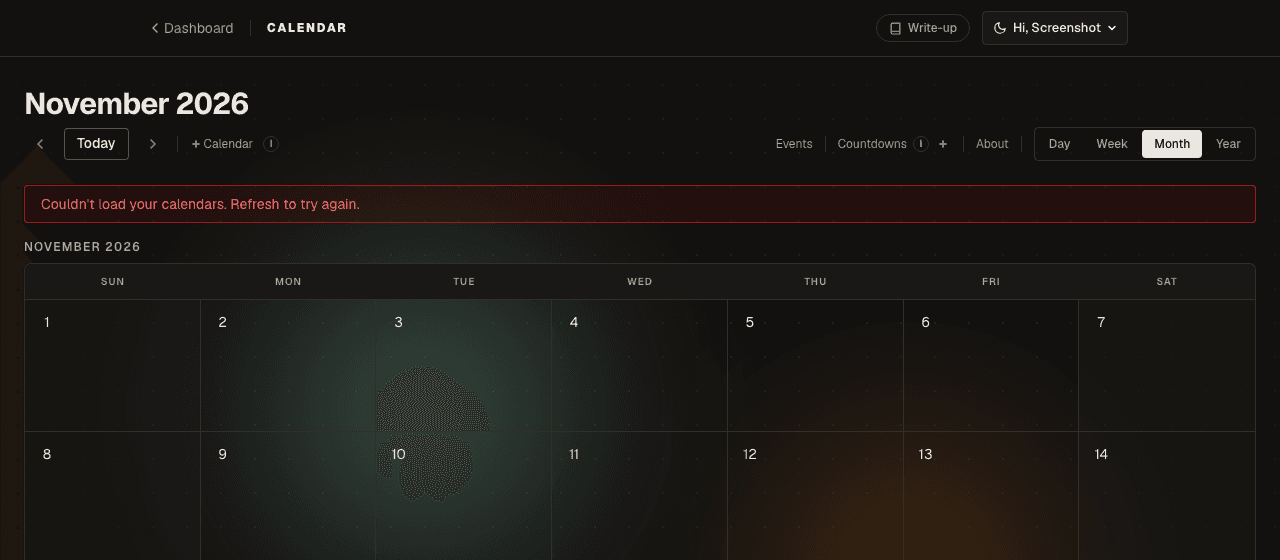 Dashboard CALENDAR Write-up Hi, Screenshot
November 2026
Today + Calendar i Events Countdowns i + About Day Week Month Year
Couldn't load your calendars. Refresh to try again.
NOVEMBER 2026
SUN MON TUE WED THU FRI SAT
1 2 3 4 5 6 7
8 9 10 11 12 13 14